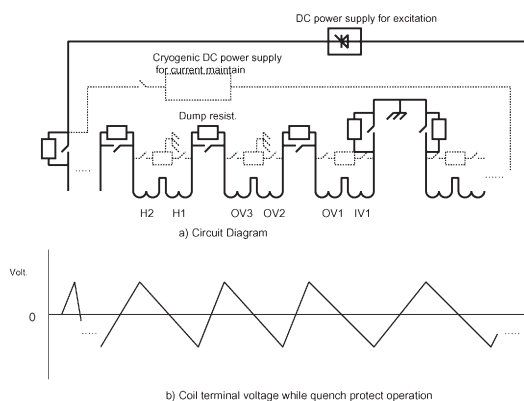 DC power supply for excitation
Cryogenic DC power supply
for current maintain
Dump resist.
.....
......
H2 H1 OV3 OV2 OV1 IV1
a) Circuit Diagram
Volt.
0
.....
.....
b) Coil terminal voltage while quench protect operation